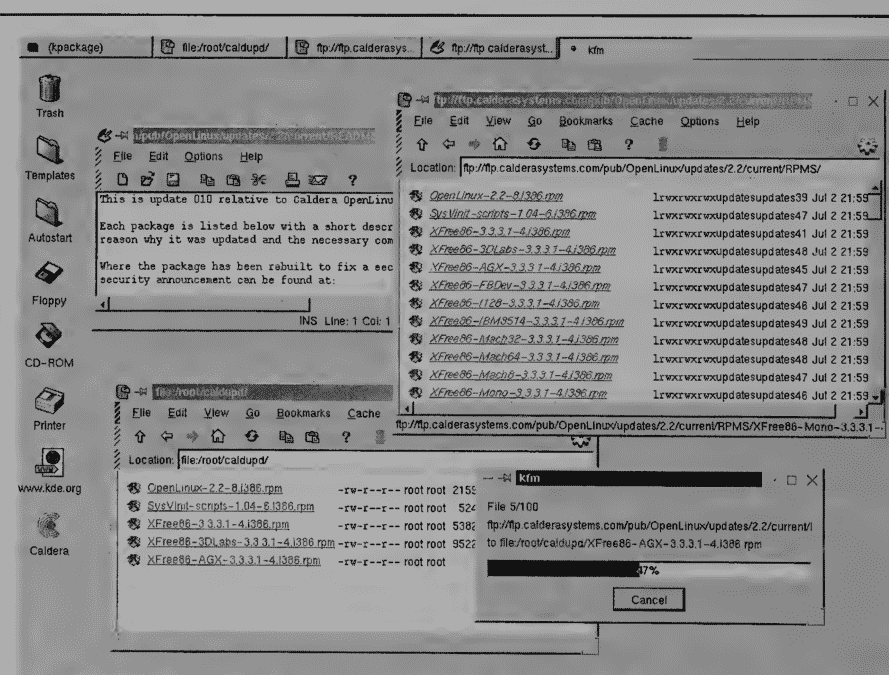 (kpackage)
file:/root/caldupd/
ftp://ftp.calderasys...
ftp://ftp calderasyst...
kfm
Trash
Templates
Autostart
Floppy
CD-ROM
Printer
www.kde.org
Caldera
File Edit Options Help
This is update 010 relative to Caldera OpenLinu
Each package is listed below with a short descr
reason why it was updated and the necessary com
Where the package has been rebuilt to fix a sec
security announcement can be found at:
INS Line: 1 Col: 1
ftp://ftp.calderasystems.com/pub/OpenLinux/updates/2.2/current/RPMS
File Edit View Go Bookmarks Cache Options Help
Location: ftp://ftp.calderasystems.com/pub/OpenLinux/updates/2.2/current/RPMS/
OpenLinux-2.2-8.i386.rpm lrwxrwxrwxupdatesupdates39 Jul 2 21:59
SysVinit-scripts-1 04-6.i386.rpm lrwxrwxrwxupdatesupdates47 Jul 2 21:59
XFree86-3.3.3.1-4.i386.rpm lrwxrwxrwxupdatesupdates41 Jul 2 21:59
XFree86-3DLabs-3.3.3 1-4.i386.rpm lrwxrwxrwxupdatesupdates48 Jul 2 21:59
XFree86-AGX-3.3.3 1-4.i386.rpm lrwxrwxrwxupdatesupdates45 Jul 2 21:59
XFree86-FBDev-3.3.3.1-4.i386.rpm lrwxrwxrwxupdatesupdates47 Jul 2 21:59
XFree86-I128-3.3.3.1-4.i386.rpm lrwxrwxrwxupdatesupdates46 Jul 2 21:59
XFree86-IBM8514-3.3.3.1-4.i386.rpm lrwxrwxrwxupdatesupdates49 Jul 2 21:59
XFree86-Mach32-3.3 3.1-4.i386.rpm lrwxrwxrwxupdatesupdates48 Jul 2 21:59
XFree86-Mach64-3.3.3 1-4.i386.rpm lrwxrwxrwxupdatesupdates48 Jul 2 21:59
XFree86-Mach8-3.3.3 1-4.i386.rpm lrwxrwxrwxupdatesupdates47 Jul 2 21:59
XFree86-Mono-3.3.3.1-4.i386.rpm lrwxrwxrwxupdatesupdates46 Jul 2 21:59
ftp://ftp.calderasystems.com/pub/OpenLinux/updates/2.2/current/RPMS/XFree86-Mono-3.3.3.1-
file:/root/caldupd/
File Edit View Go Bookmarks Cache
Location: file:/root/caldupd/
OpenLinux-2.2-8.i386.rpm -rw-r--r-- root root 2159
SysVinit-scripts-1.04-6.i386.rpm -rw-r--r-- root root 524
XFree86-3 3.3.1-4.i386.rpm -rw-r--r-- root root 5382
XFree86-3DLabs-3.3.3 1-4.i386 rpm -rw-r--r-- root root 9522
XFree86-AGX-3.3.3.1-4.i386 rpm -rw-r--r-- root root
kfm
File 5/100
ftp://ftp.calderasystems.com/pub/OpenLinux/updates/2.2/current/
to file:/root/caldupd/XFree86-AGX-3.3.3.1-4.i386 rpm
47%
Cancel